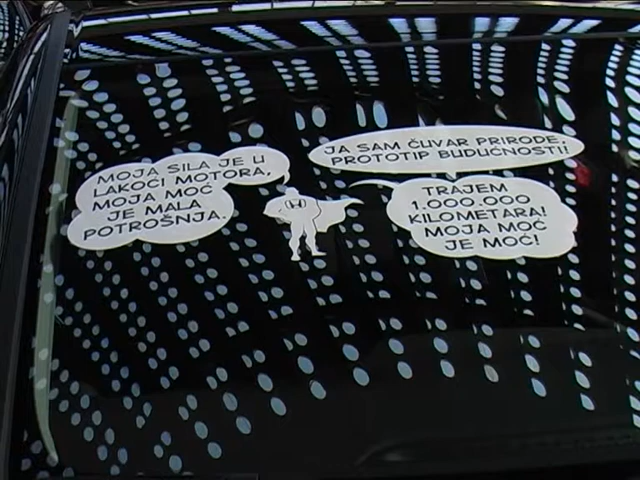 MOJA SILA JE U
LAKOĆI MOTORA,
MOJA MOĆ
JE MALA
POTROŠNJA.
JA SAM ČUVAR PRIRODE,
PROTOTIP BUDUĆNOSTI!
TRAJEM
1.000.000
KILOMETARA!
MOJA MOĆ
JE MOĆ!